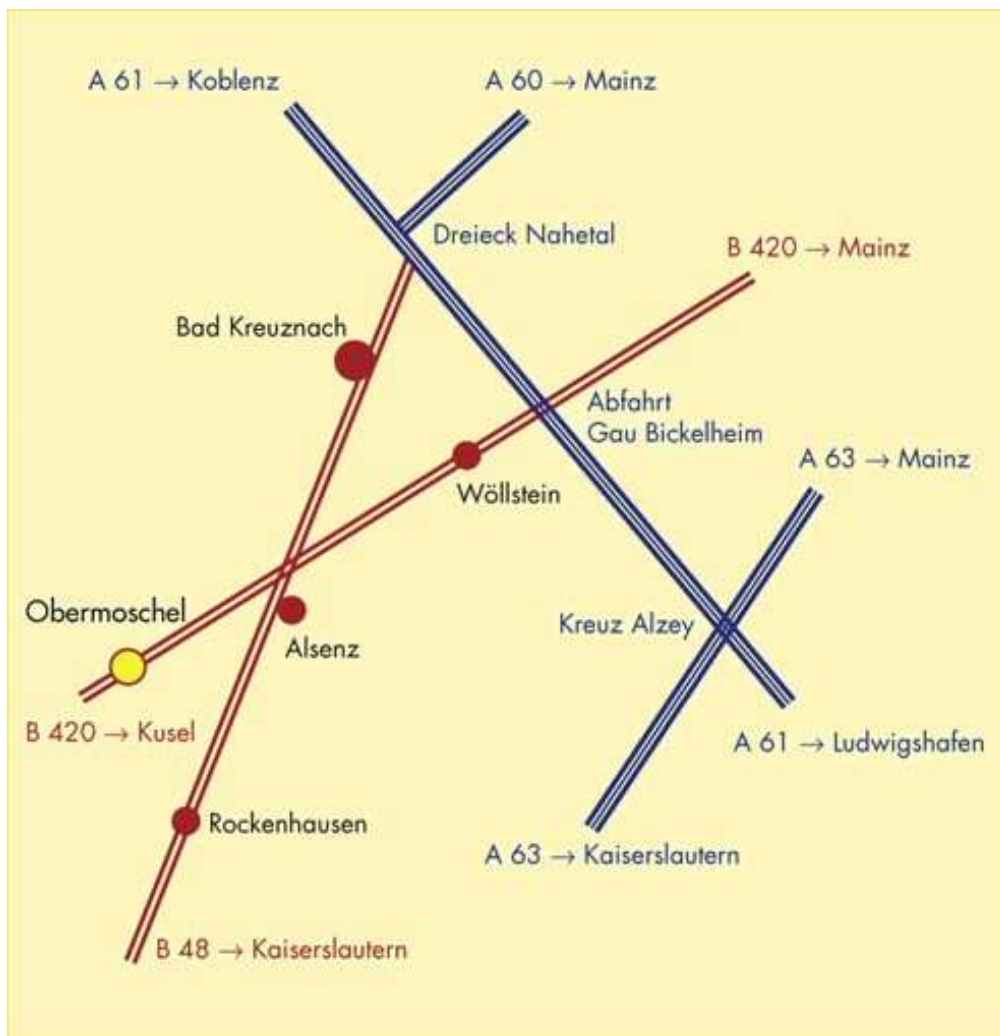 A 61 → Koblenz
A 60 → Mainz
Dreieck Nahetal
B 420 → Mainz
Bad Kreuznach
Abfahrt
Gau Bickelheim
A 63 → Mainz
Wöllstein
Obermoschel
Alsenz
Kreuz Alzey
B 420 → Kusel
A 61 → Ludwigshafen
Rockenhausen
A 63 → Kaiserslautern
B 48 → Kaiserslautern